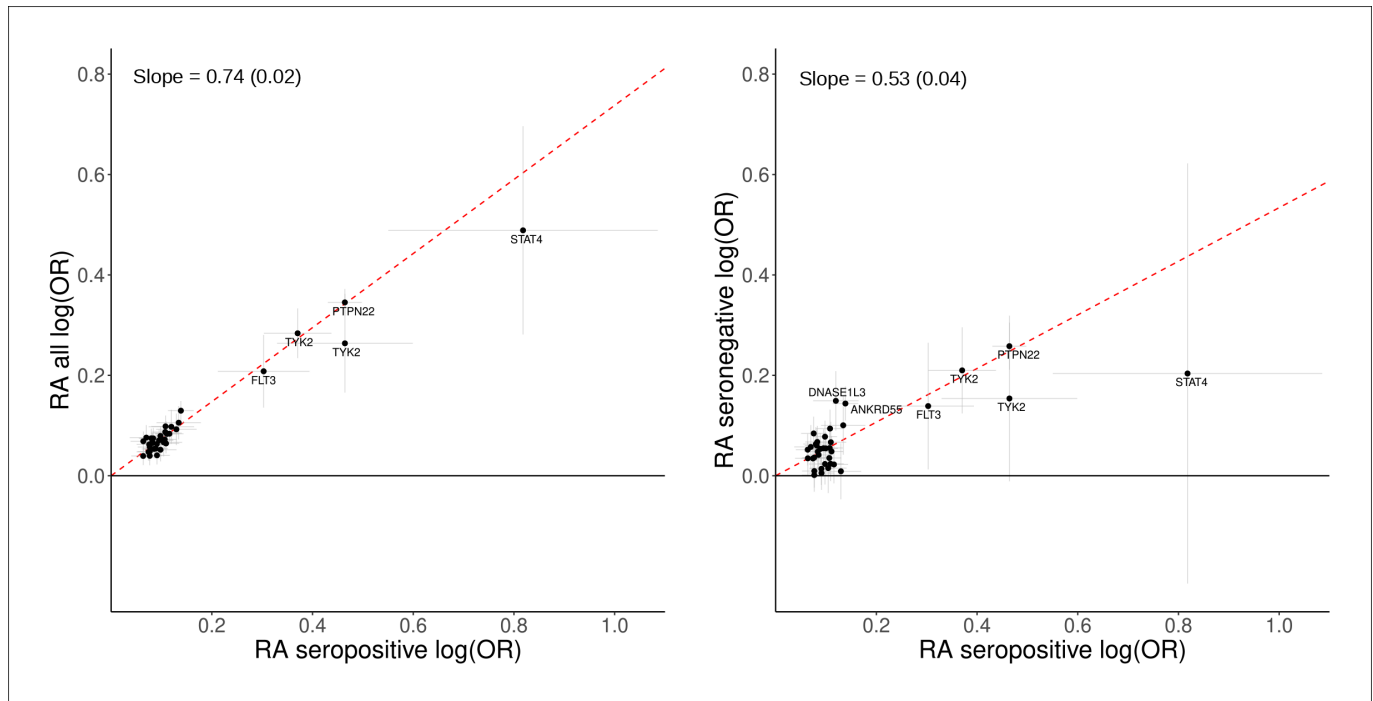 Slope = 0.74 (0.02)
0.8
0.6
0.4
0.2
0.0
RA all log(OR)
STAT4
PTPN22
TYK2
TYK2
FLT3
0.2
0.4
0.6
0.8
1.0
RA seropositive log(OR)
Slope = 0.53 (0.04)
0.8
0.6
0.4
0.2
0.0
RA seronegative log(OR)
PTPN22
TYK2
STAT4
DNASE1L3
ANKRD55
FLT3
TYK2
0.2
0.4
0.6
0.8
1.0
RA seropositive log(OR)